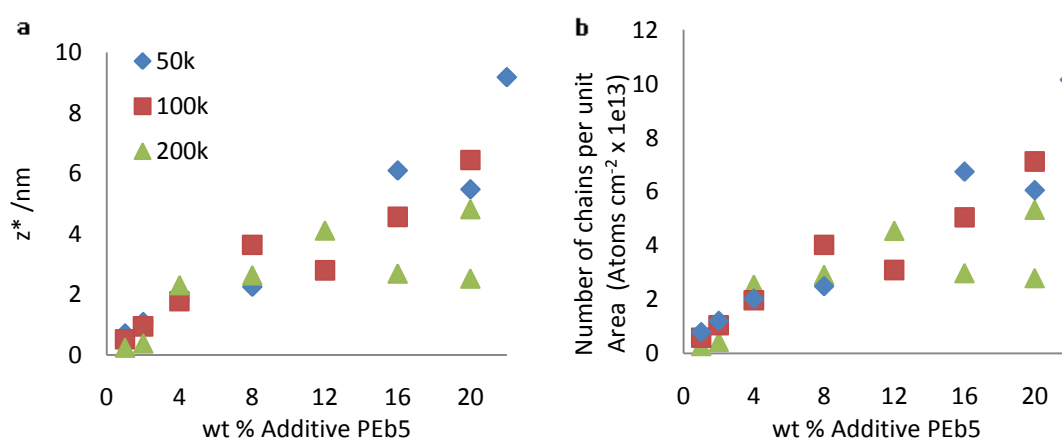 a
10
8
6
4
2
0
z* /nm
50k
100k
200k
0 4 8 12 16 20
wt % Additive PEb5
b
12
10
8
6
4
2
0
Number of chains per unit
Area (Atoms cm-2 x 1e13)
0 4 8 12 16 20
wt % Additive PEb5